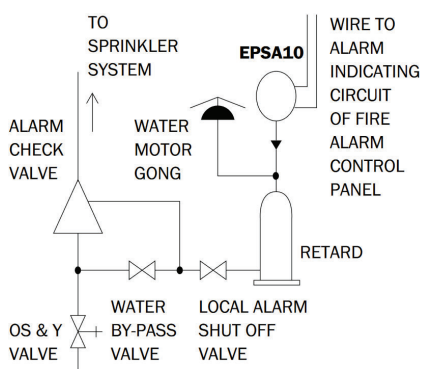 TO
SPRINKLER
SYSTEM
EPSA10
WIRE TO
ALARM
INDICATING
CIRCUIT
OF FIRE
ALARM
CONTROL
PANEL
ALARM
CHECK
VALVE
WATER
MOTOR
GONG
RETARD
OS & Y
VALVE
WATER
BY-PASS
VALVE
LOCAL ALARM
SHUT OFF
VALVE